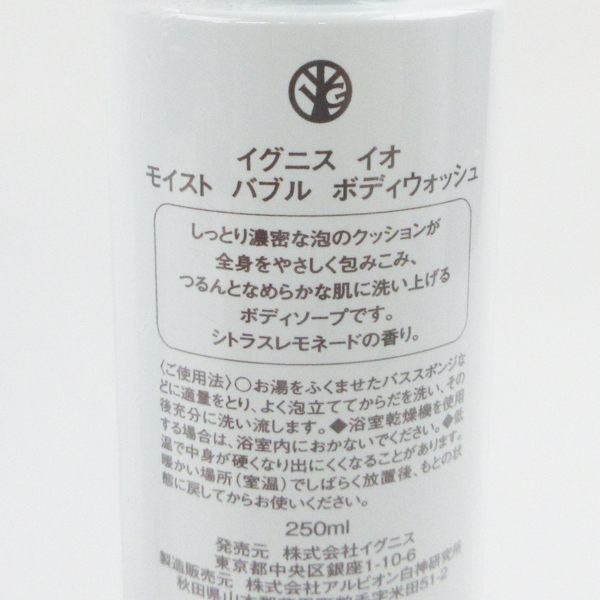 イグニス イオ
モイスト バブル ボディウォッシュ
しっとり濃密な泡のクッションが
全身をやさしく包みこみ、
つるんとなめらかな肌に洗い上げる
ボディソープです。
シトラスレモネードの香り。
〈ご使用法〉○お湯をふくませたバススポンジな
どに適量をとり、よく泡立ててからだを洗い、その
後充分に洗い流します。◆浴室乾燥機を使用
する場合は、浴室内におかないでください。◆低
温で中身が硬くなり出にくくなることがあります。
暖かい場所(室温)でしばらく放置後、もとの状
態に戻してからお使いください。
250ml
発売元 株式会社イグニス
東京都中央区銀座1-10-6
製造販売元 株式会社アルビオン白神研究所
秋田県山本郡